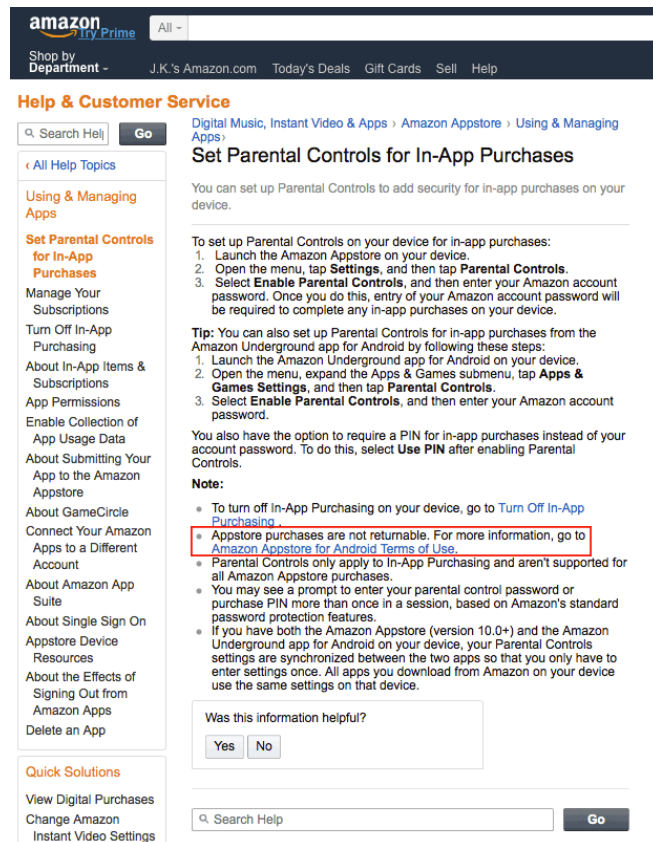 amazon
Try Prime
All
Shop by
Department
J.K.'s Amazon.com Today's Deals Gift Cards Sell Help
Help & Customer Service
Search Hel
Go
‹ All Help Topics
Using & Managing
Apps
Set Parental Controls
for In-App
Purchases
Manage Your
Subscriptions
Turn Off In-App
Purchasing
About In-App Items &
Subscriptions
App Permissions
Enable Collection of
App Usage Data
About Submitting Your
App to the Amazon
Appstore
About GameCircle
Connect Your Amazon
Apps to a Different
Account
About Amazon App
Suite
About Single Sign On
Appstore Device
Resources
About the Effects of
Signing Out from
Amazon Apps
Delete an App
Quick Solutions
View Digital Purchases
Change Amazon
Instant Video Settings
Digital Music, Instant Video & Apps › Amazon Appstore › Using & Managing
Apps›
Set Parental Controls for In-App Purchases
You can set up Parental Controls to add security for in-app purchases on your
device.
To set up Parental Controls on your device for in-app purchases:
1. Launch the Amazon Appstore on your device.
2. Open the menu, tap Settings, and then tap Parental Controls.
3. Select Enable Parental Controls, and then enter your Amazon account
password. Once you do this, entry of your Amazon account password will
be required to complete any in-app purchases on your device.
Tip: You can also set up Parental Controls for in-app purchases from the
Amazon Underground app for Android by following these steps:
1. Launch the Amazon Underground app for Android on your device.
2. Open the menu, expand the Apps & Games submenu, tap Apps &
Games Settings, and then tap Parental Controls.
3. Select Enable Parental Controls, and then enter your Amazon account
password.
You also have the option to require a PIN for in-app purchases instead of your
account password. To do this, select Use PIN after enabling Parental
Controls.
Note:
• To turn off In-App Purchasing on your device, go to Turn Off In-App
Purchasing .
• Appstore purchases are not returnable. For more information, go to
Amazon Appstore for Android Terms of Use.
• Parental Controls only apply to In-App Purchasing and aren't supported for
all Amazon Appstore purchases.
• You may see a prompt to enter your parental control password or
purchase PIN more than once in a session, based on Amazon's standard
password protection features.
• If you have both the Amazon Appstore (version 10.0+) and the Amazon
Underground app for Android on your device, your Parental Controls
settings are synchronized between the two apps so that you only have to
enter settings once. All apps you download from Amazon on your device
use the same settings on that device.
Was this information helpful?
Yes No
Search Help
Go